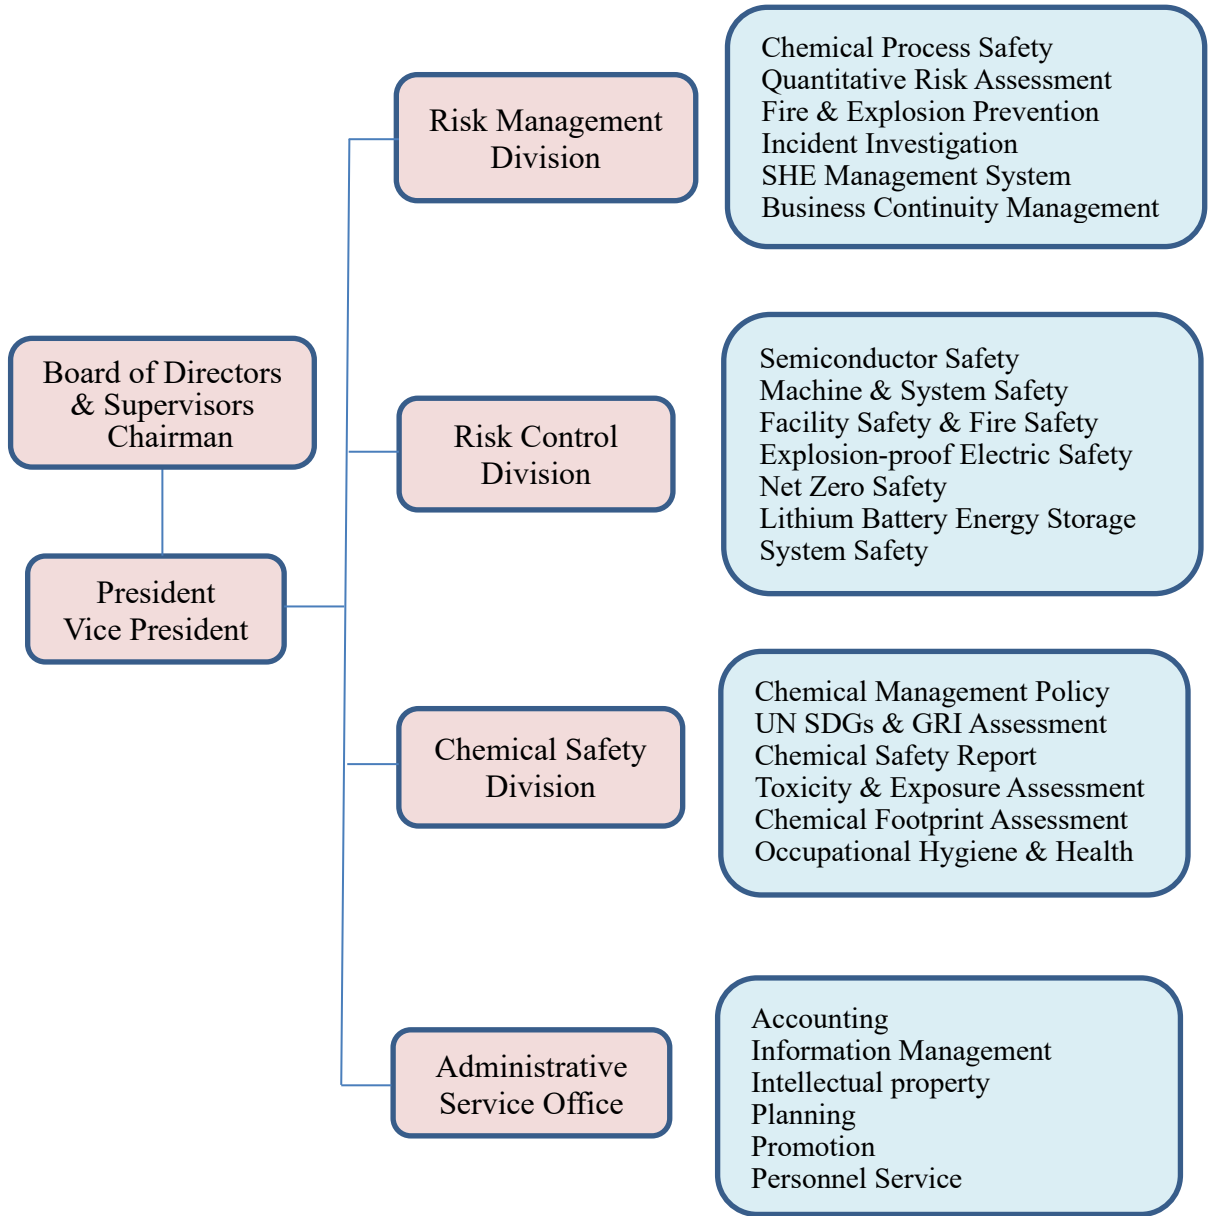 Board of Directors
& Supervisors
Chairman
President
Vice President
Risk Management
Division
Chemical Process Safety
Quantitative Risk Assessment
Fire & Explosion Prevention
Incident Investigation
SHE Management System
Business Continuity Management
Risk Control
Division
Semiconductor Safety
Machine & System Safety
Facility Safety & Fire Safety
Explosion-proof Electric Safety
Net Zero Safety
Lithium Battery Energy Storage
System Safety
Chemical Safety
Division
Chemical Management Policy
UN SDGs & GRI Assessment
Chemical Safety Report
Toxicity & Exposure Assessment
Chemical Footprint Assessment
Occupational Hygiene & Health
Administrative
Service Office
Accounting
Information Management
Intellectual property
Planning
Promotion
Personnel Service